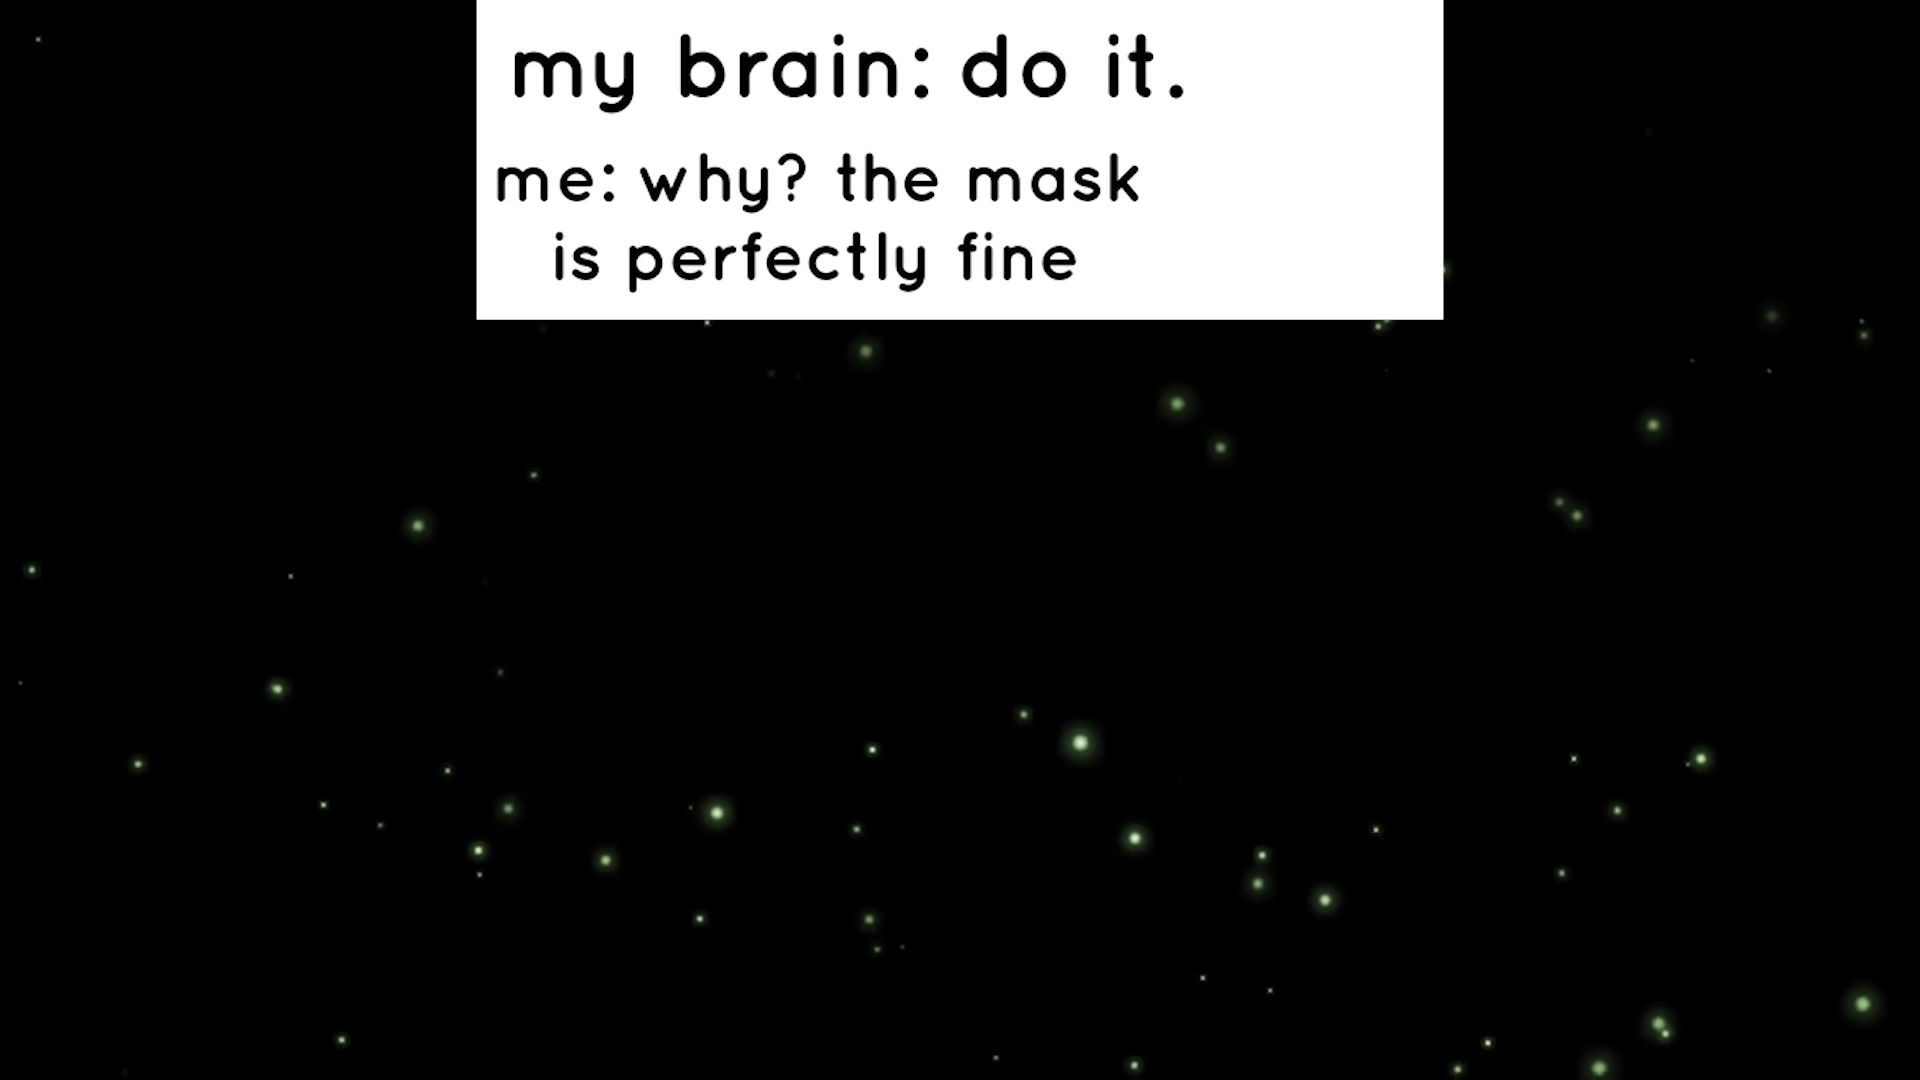 my brain: do it.
me: why? the mask
is perfectly fine